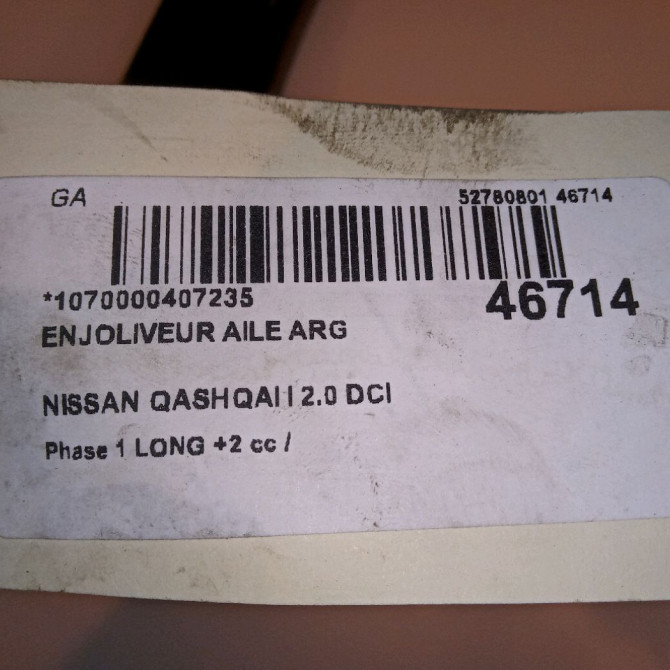 GA 52780801 46714
*1070000407235 46714
ENJOLIVEUR AILE ARG
NISSAN QASHQAI I 2.0 DCI
Phase 1 LONG +2 cc /